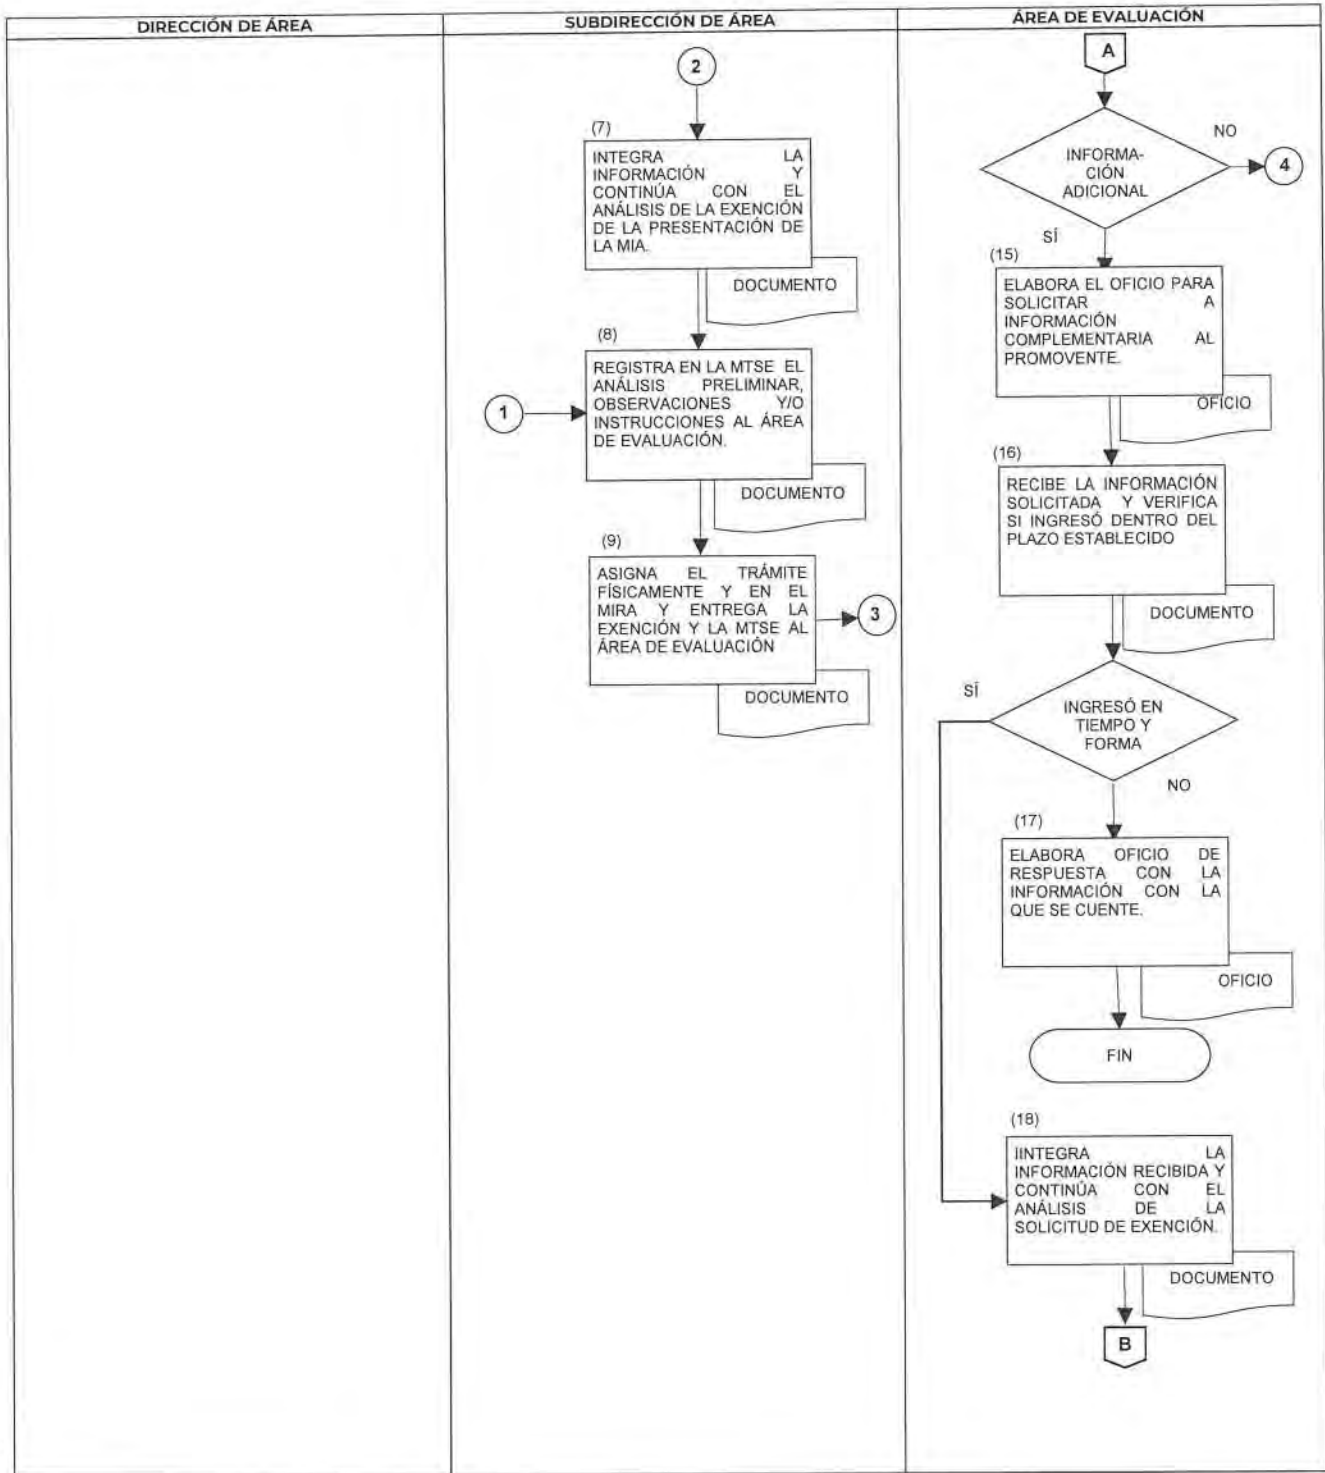 DIRECCIÓN DE ÁREA
SUBDIRECCIÓN DE ÁREA
ÁREA DE EVALUACIÓN
2
(7)
INTEGRA LA
INFORMACIÓN Y
CONTINÚA CON EL
ANÁLISIS DE LA EXENCIÓN
DE LA PRESENTACIÓN DE
LA MIA.
DOCUMENTO
(8)
1
REGISTRA EN LA MTSE EL
ANÁLISIS PRELIMINAR,
OBSERVACIONES Y/O
INSTRUCCIONES AL ÁREA
DE EVALUACIÓN.
DOCUMENTO
(9)
ASIGNA EL TRÁMITE
FÍSICAMENTE Y EN EL
MIRA Y ENTREGA LA
EXENCIÓN Y LA MTSE AL
ÁREA DE EVALUACIÓN
3
DOCUMENTO
A
INFORMA-
CIÓN
ADICIONAL
NO
4
SÍ
(15)
ELABORA EL OFICIO PARA
SOLICITAR A
INFORMACIÓN
COMPLEMENTARIA AL
PROMOVENTE.
OFICIO
(16)
RECIBE LA INFORMACIÓN
SOLICITADA Y VERIFICA
SI INGRESÓ DENTRO DEL
PLAZO ESTABLECIDO
DOCUMENTO
SÍ
INGRESÓ EN
TIEMPO Y
FORMA
NO
(17)
ELABORA OFICIO DE
RESPUESTA CON LA
INFORMACIÓN CON LA
QUE SE CUENTE.
OFICIO
FIN
(18)
IINTEGRA LA
INFORMACIÓN RECIBIDA Y
CONTINÚA CON EL
ANÁLISIS DE LA
SOLICITUD DE EXENCIÓN.
DOCUMENTO
B